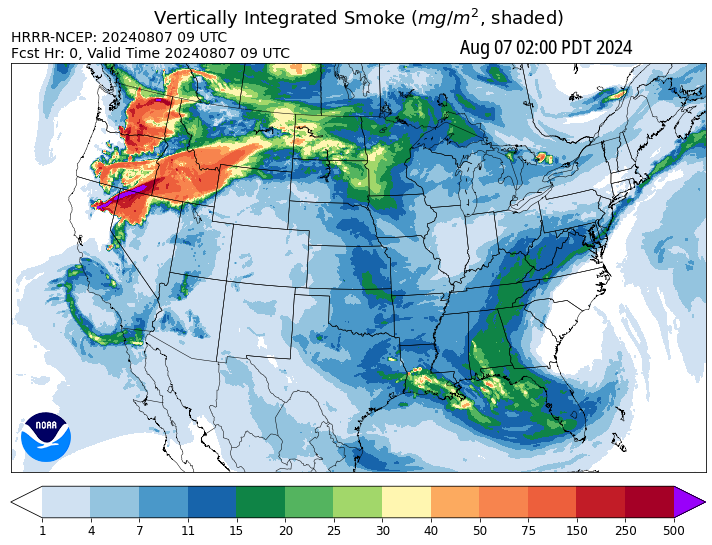 Vertically Integrated Smoke (mg/m², shaded)
HRRR-NCEP: 20240807 09 UTC
Fcst Hr: 0, Valid Time 20240807 09 UTC
Aug 07 02:00 PDT 2024
NOAA
1 4 7 11 15 20 25 30 40 50 75 150 250 500